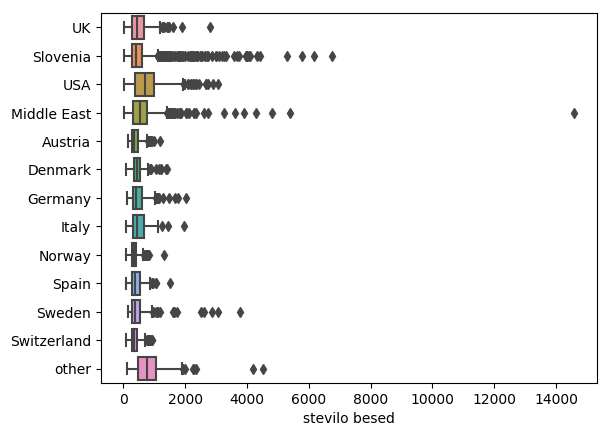 UK
Slovenia
USA
Middle East
Austria
Denmark
Germany
Italy
Norway
Spain
Sweden
Switzerland
other
0 2000 4000 6000 8000 10000 12000 14000
stevilo besed